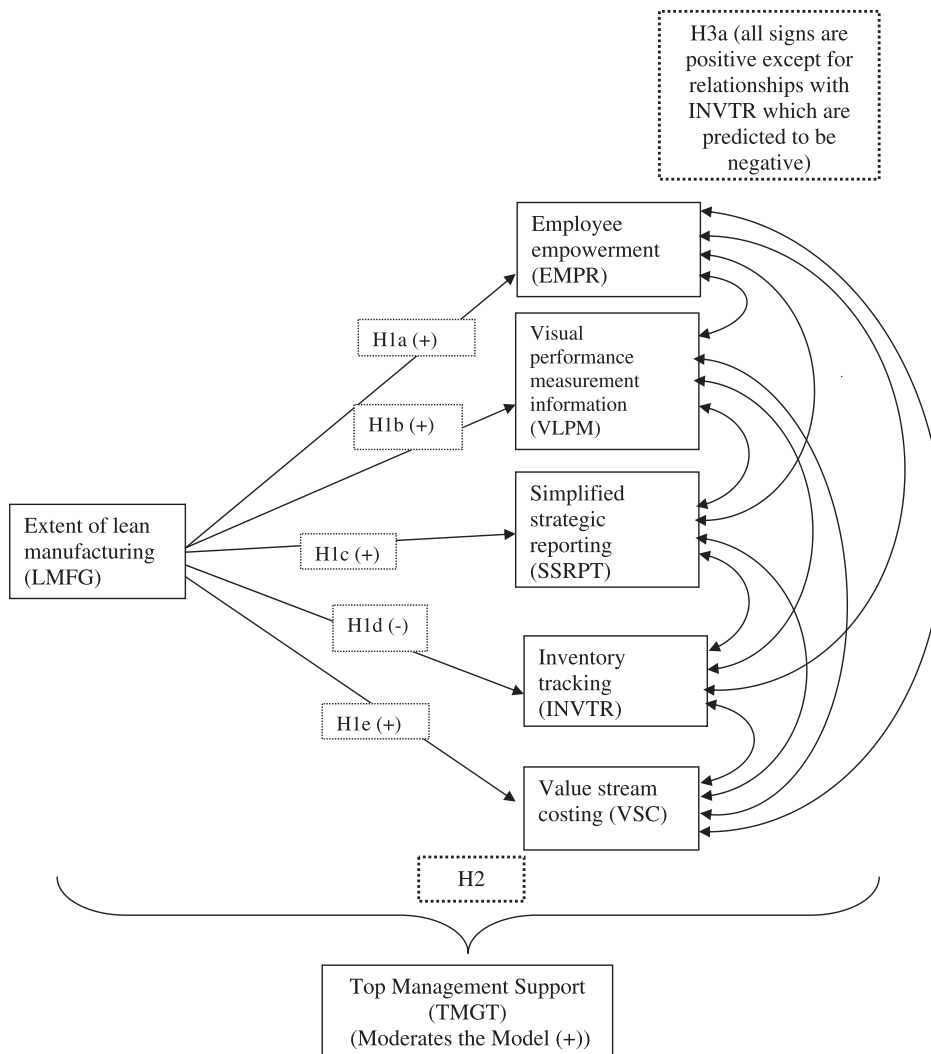 H3a (all signs are
positive except for
relationships with
INVTR which are
predicted to be
negative)
Employee
empowerment
(EMPR)
H1a (+)
Visual
performance
measurement
information
(VLPM)
H1b (+)
Simplified
strategic
reporting
(SSRPT)
Extent of lean
manufacturing
(LMFG)
H1c (+)
H1d (-)
Inventory
tracking
(INVTR)
H1e (+)
Value stream
costing (VSC)
H2
Top Management Support
(TMGT)
(Moderates the Model (+))